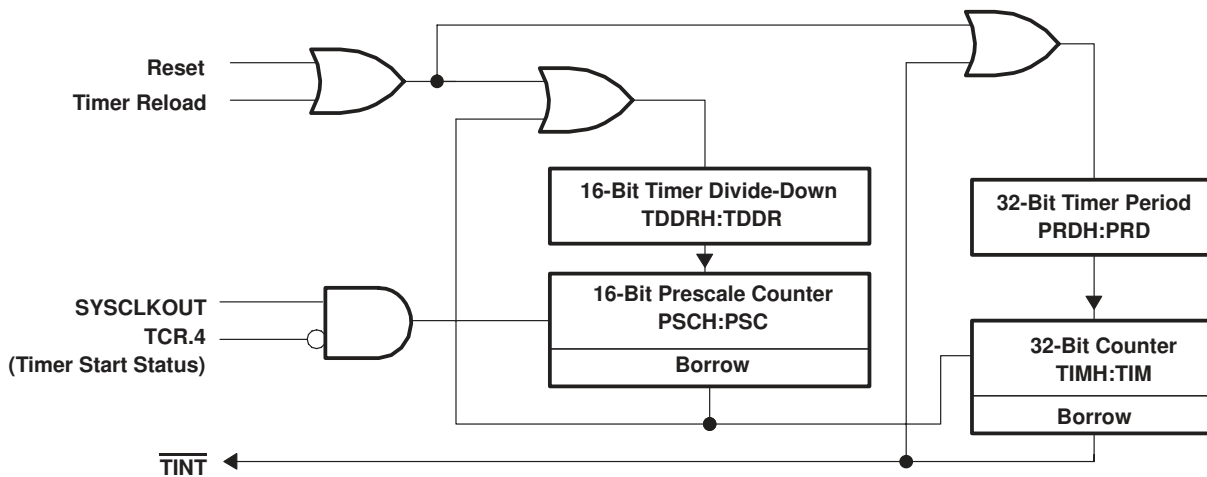 Reset
Timer Reload
16-Bit Timer Divide-Down
TDDRH:TDDR
32-Bit Timer Period
PRDH:PRD
SYSCLKOUT
TCR.4
(Timer Start Status)
16-Bit Prescale Counter
PSCH:PSC
Borrow
32-Bit Counter
TIMH:TIM
Borrow
TINT